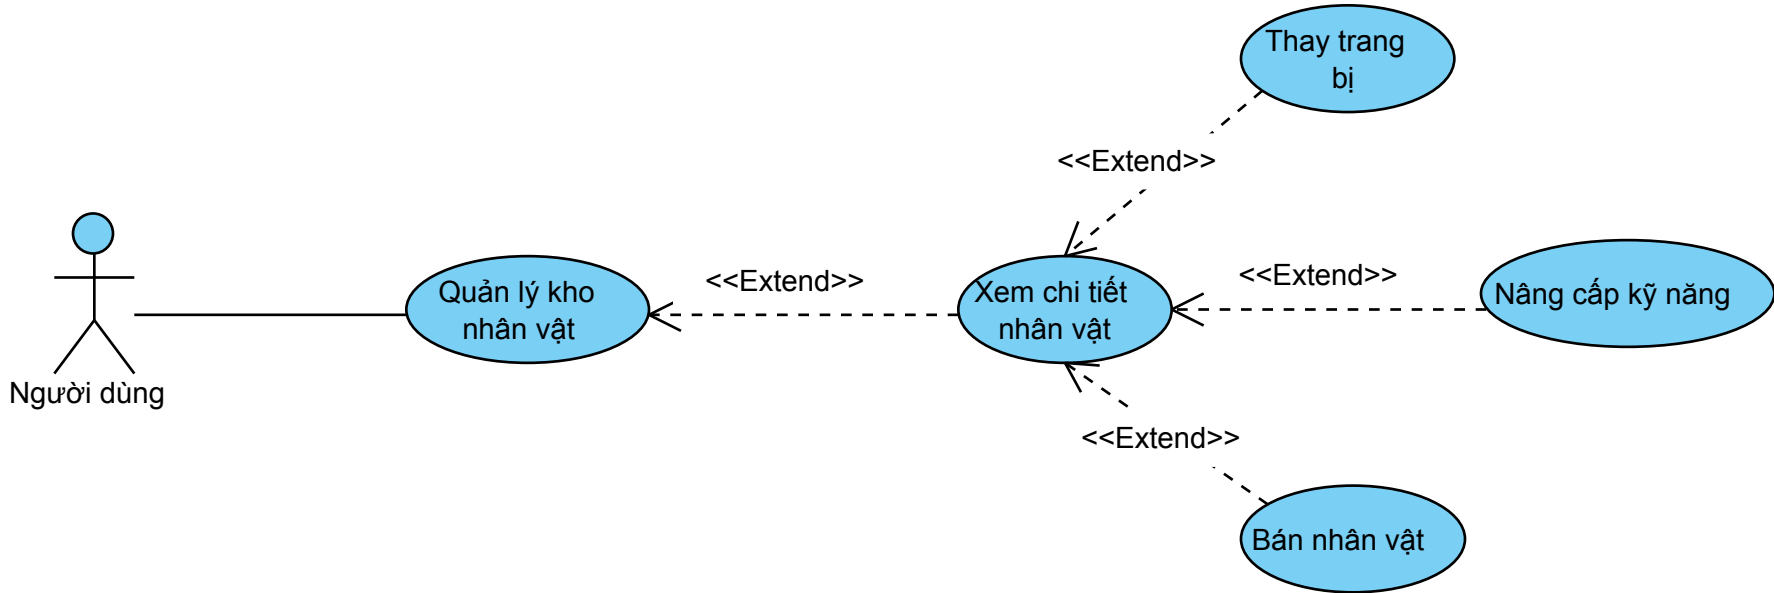 Thay trang
bị
<<Extend>>
Người dùng
Quản lý kho
nhân vật
<<Extend>>
Xem chi tiết
nhân vật
<<Extend>>
Nâng cấp kỹ năng
<<Extend>>
Bán nhân vật